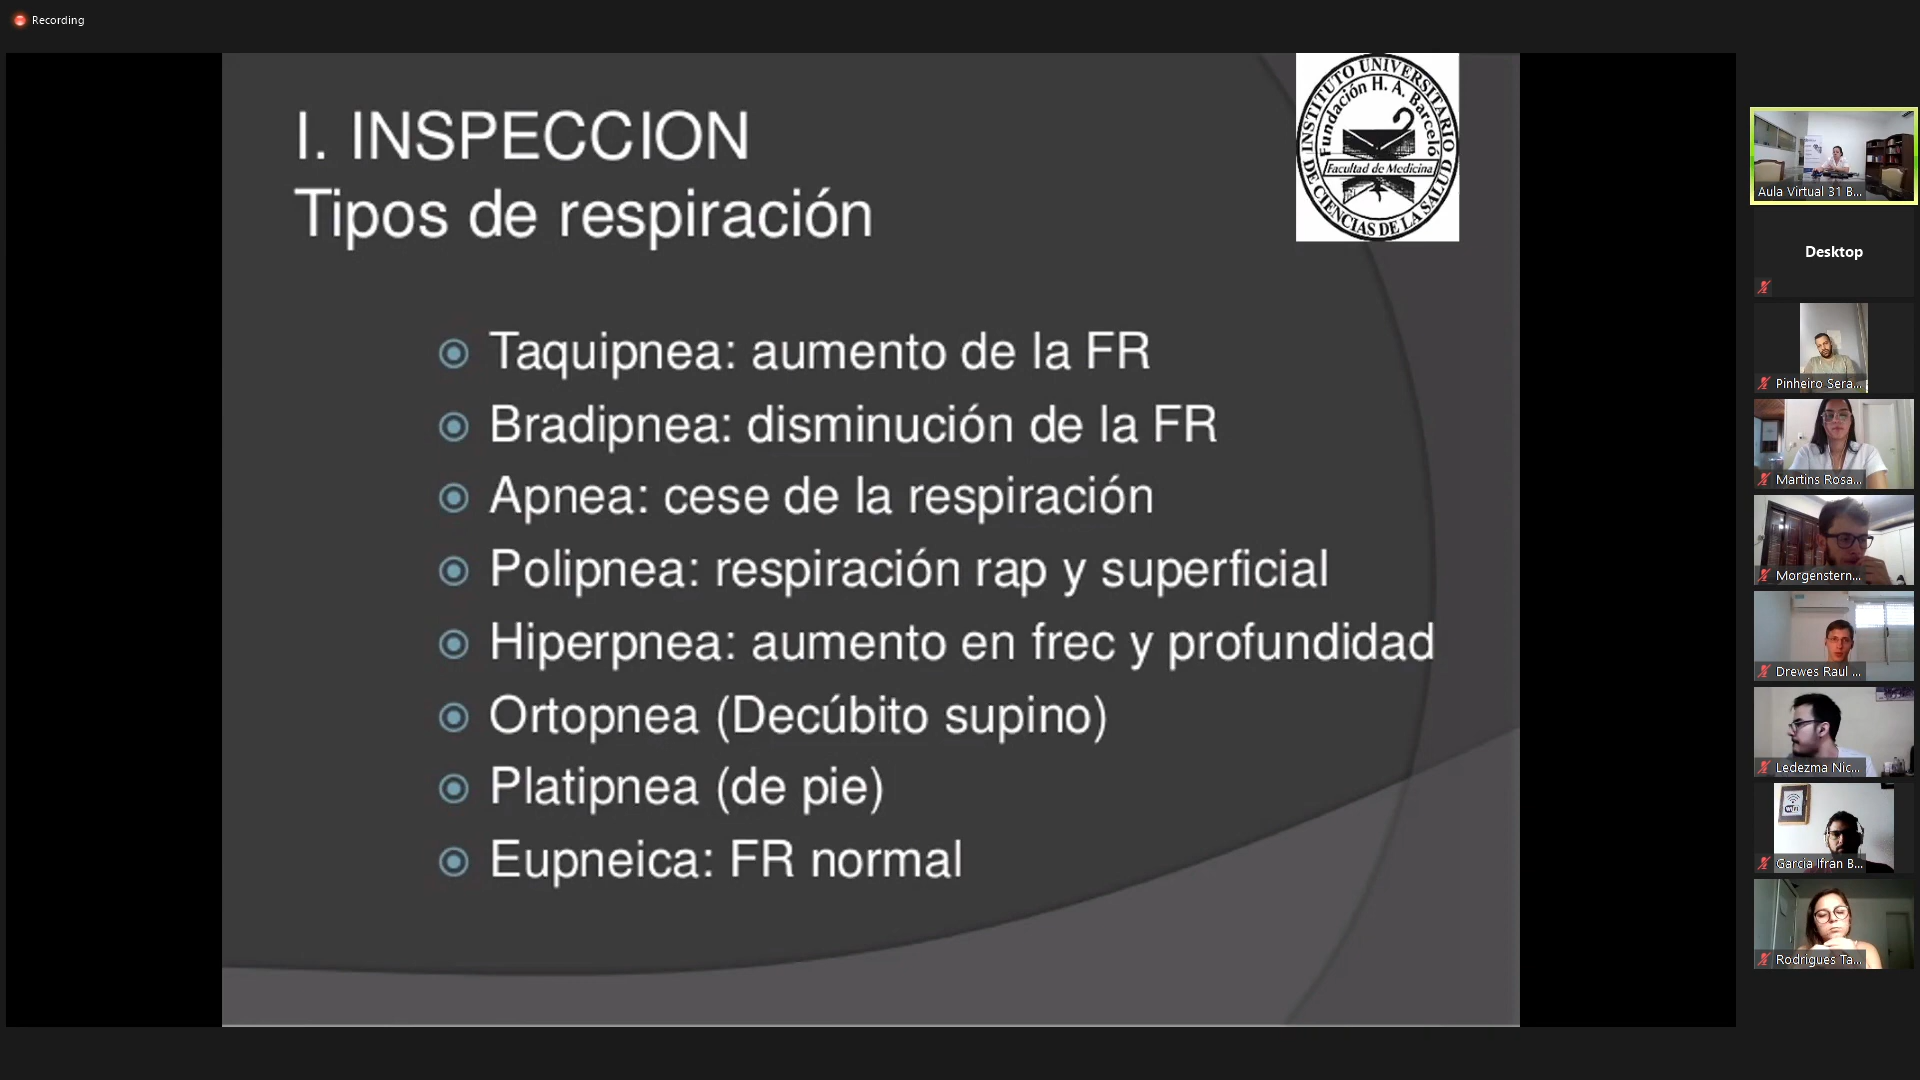 Recording
I. INSPECCION
Tipos de respiración
INSTITUTO UNIVERSITARIO
DE CIENCIAS DE LA SALUD
Fundación H. A. Barceló
Facultad de Medicina
Taquipnea: aumento de la FR
Bradipnea: disminución de la FR
Apnea: cese de la respiración
Polipnea: respiración rap y superficial
Hiperpnea: aumento en frec y profundidad
Ortopnea (Decúbito supino)
Platipnea (de pie)
Eupneica: FR normal
Aula Virtual 31 B...
Desktop
Pinheiro Sera...
Martins Rosa...
Morgenstern...
Drewes Raul ...
Ledezma Nic...
Garcia Ifran B...
Rodrigues Ta...